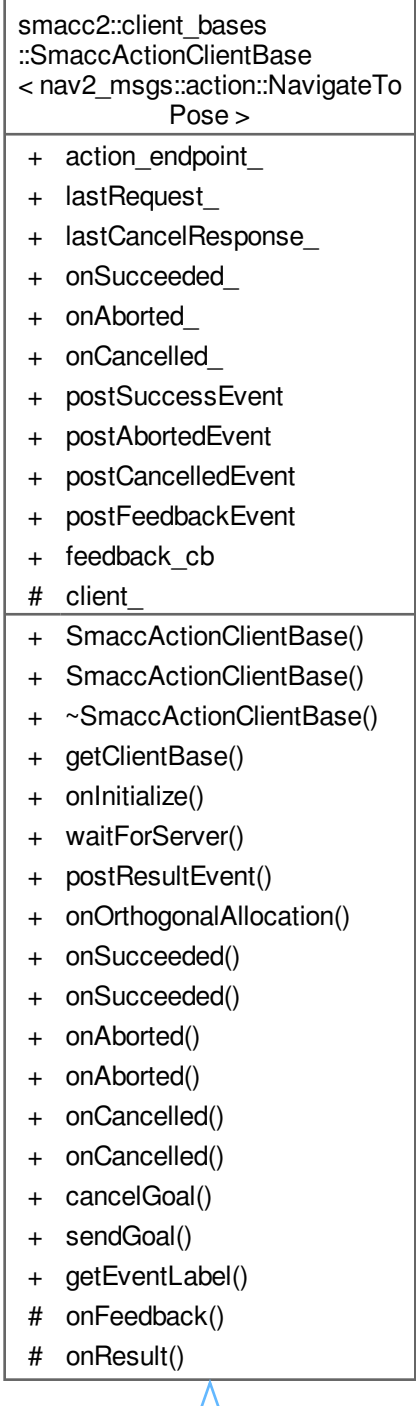 smacc2::client_bases
::SmaccActionClientBase
< nav2_msgs::action::NavigateTo
Pose >
+ action_endpoint_
+ lastRequest_
+ lastCancelResponse_
+ onSucceeded_
+ onAborted_
+ onCancelled_
+ postSuccessEvent
+ postAbortedEvent
+ postCancelledEvent
+ postFeedbackEvent
+ feedback_cb
# client_
+ SmaccActionClientBase()
+ SmaccActionClientBase()
+ ~SmaccActionClientBase()
+ getClientBase()
+ onInitialize()
+ waitForServer()
+ postResultEvent()
+ onOrthogonalAllocation()
+ onSucceeded()
+ onSucceeded()
+ onAborted()
+ onAborted()
+ onCancelled()
+ onCancelled()
+ cancelGoal()
+ sendGoal()
+ getEventLabel()
# onFeedback()
# onResult()